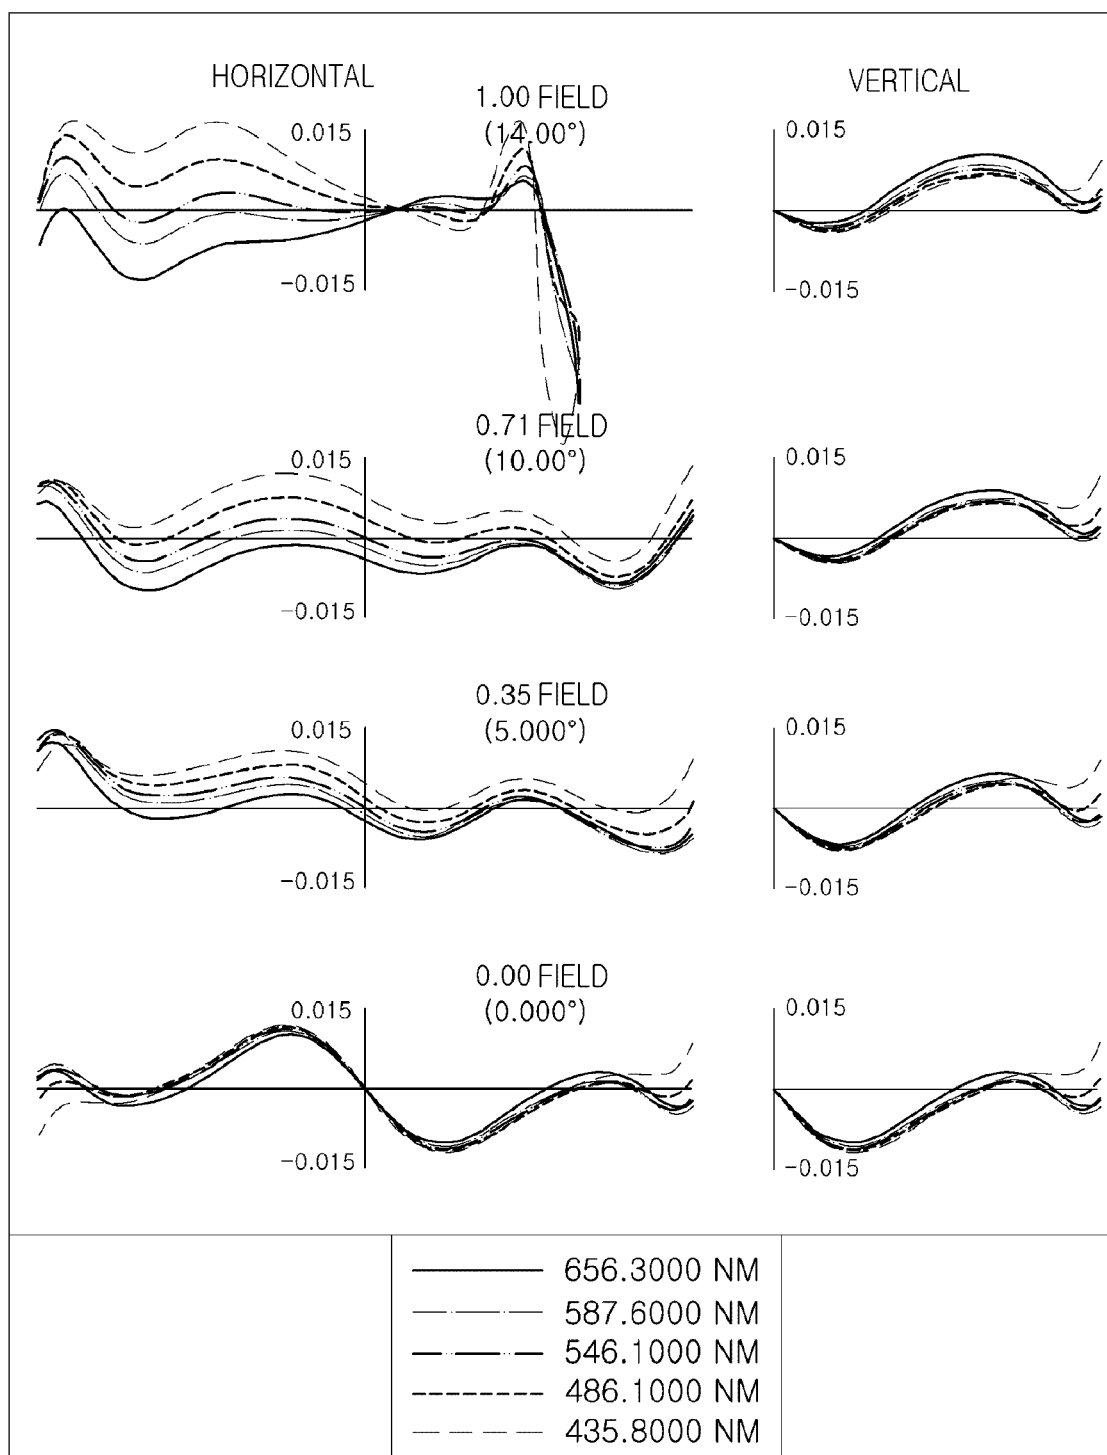 HORIZONTAL
VERTICAL
1.00 FIELD
(14.00°)
0.015
-0.015
0.015
-0.015
0.71 FIELD
(10.00°)
0.015
-0.015
0.015
-0.015
0.35 FIELD
(5.000°)
0.015
-0.015
0.015
-0.015
0.00 FIELD
(0.000°)
0.015
-0.015
0.015
-0.015
656.3000 NM
587.6000 NM
546.1000 NM
486.1000 NM
435.8000 NM